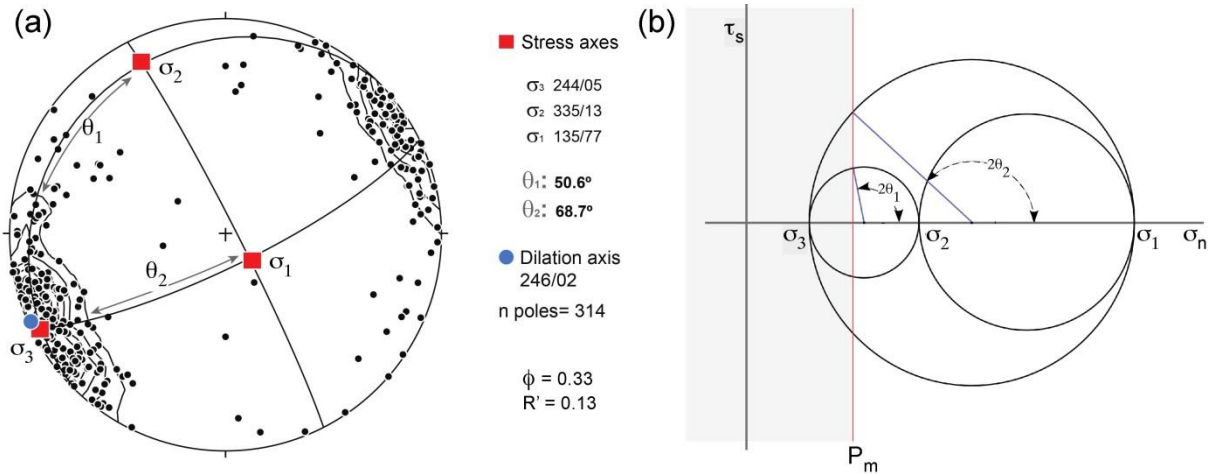 (a)
σ2
θ1
θ2
σ1
σ3
Stress axes
σ3 244/05
σ2 335/13
σ1 135/77
θ1: 50.6º
θ2: 68.7º
Dilation axis
246/02
n poles= 314
ϕ = 0.33
R' = 0.13
(b)
τs
2θ1
2θ2
σ3
σ2
σ1
σn
Pm